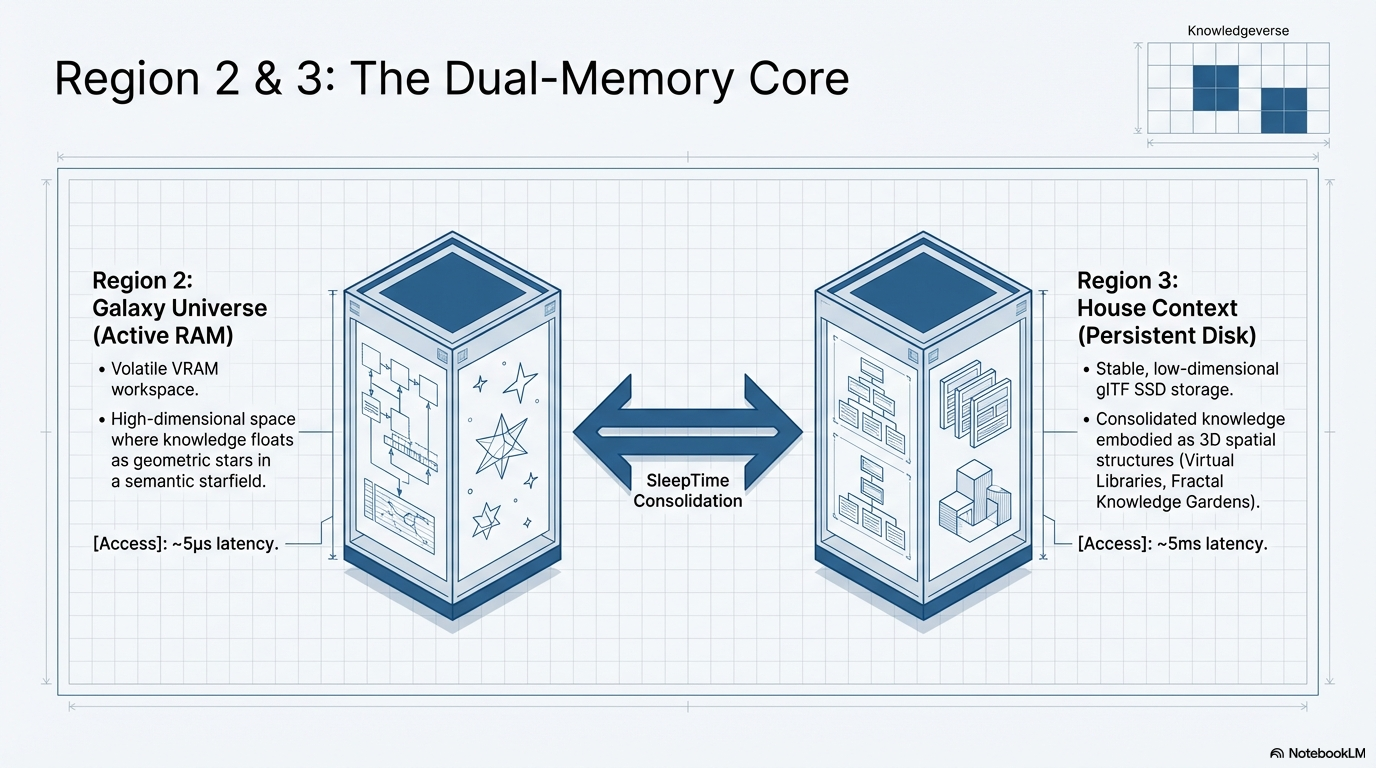 Knowledgeverse
Region 2 & 3: The Dual-Memory Core
Region 2:
Galaxy Universe
(Active RAM)
• Volatile VRAM
workspace.
• High-dimensional space
where knowledge floats
as geometric stars in
a semantic starfield.
[Access]: ~5µs latency.
SleepTime
Consolidation
Region 3:
House Context
(Persistent Disk)
• Stable, low-dimensional
glTF SSD storage.
• Consolidated knowledge
embodied as 3D spatial
structures (Virtual
Libraries, Fractal
Knowledge Gardens).
[Access]: ~5ms latency.
NotebookLM